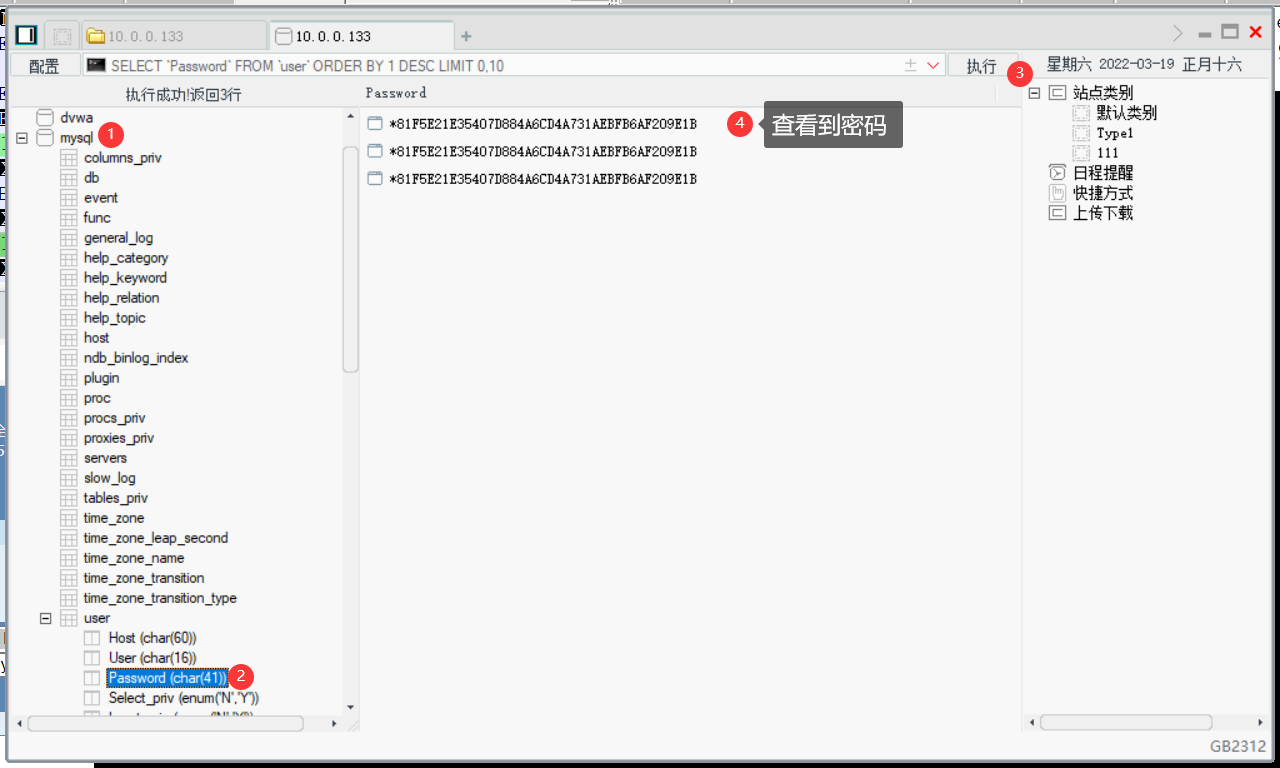 10. 0. 0. 133
10. 0. 0. 133
配置
SELECT `Password` FROM `user` ORDER BY 1 DESC LIMIT 0,10
执行
3
星期六 2022-03-19 正月十六
执行成功!返回3行
Password
dvwa
mysql
1
columns_priv
db
event
func
general_log
help_category
help_keyword
help_relation
help_topic
host
ndb_binlog_index
plugin
proc
procs_priv
proxies_priv
servers
slow_log
tables_priv
time_zone
time_zone_leap_second
time_zone_name
time_zone_transition
time_zone_transition_type
user
Host (char(60))
User (char(16))
Password (char(41))
2
Select_priv (enum('N','Y'))
*81F5E21E35407D884A6CD4A731AEBFB6AF209E1B
4
查看到密码
*81F5E21E35407D884A6CD4A731AEBFB6AF209E1B
*81F5E21E35407D884A6CD4A731AEBFB6AF209E1B
站点类别
默认类别
Type1
111
日程提醒
快捷方式
上传下载
GB2312